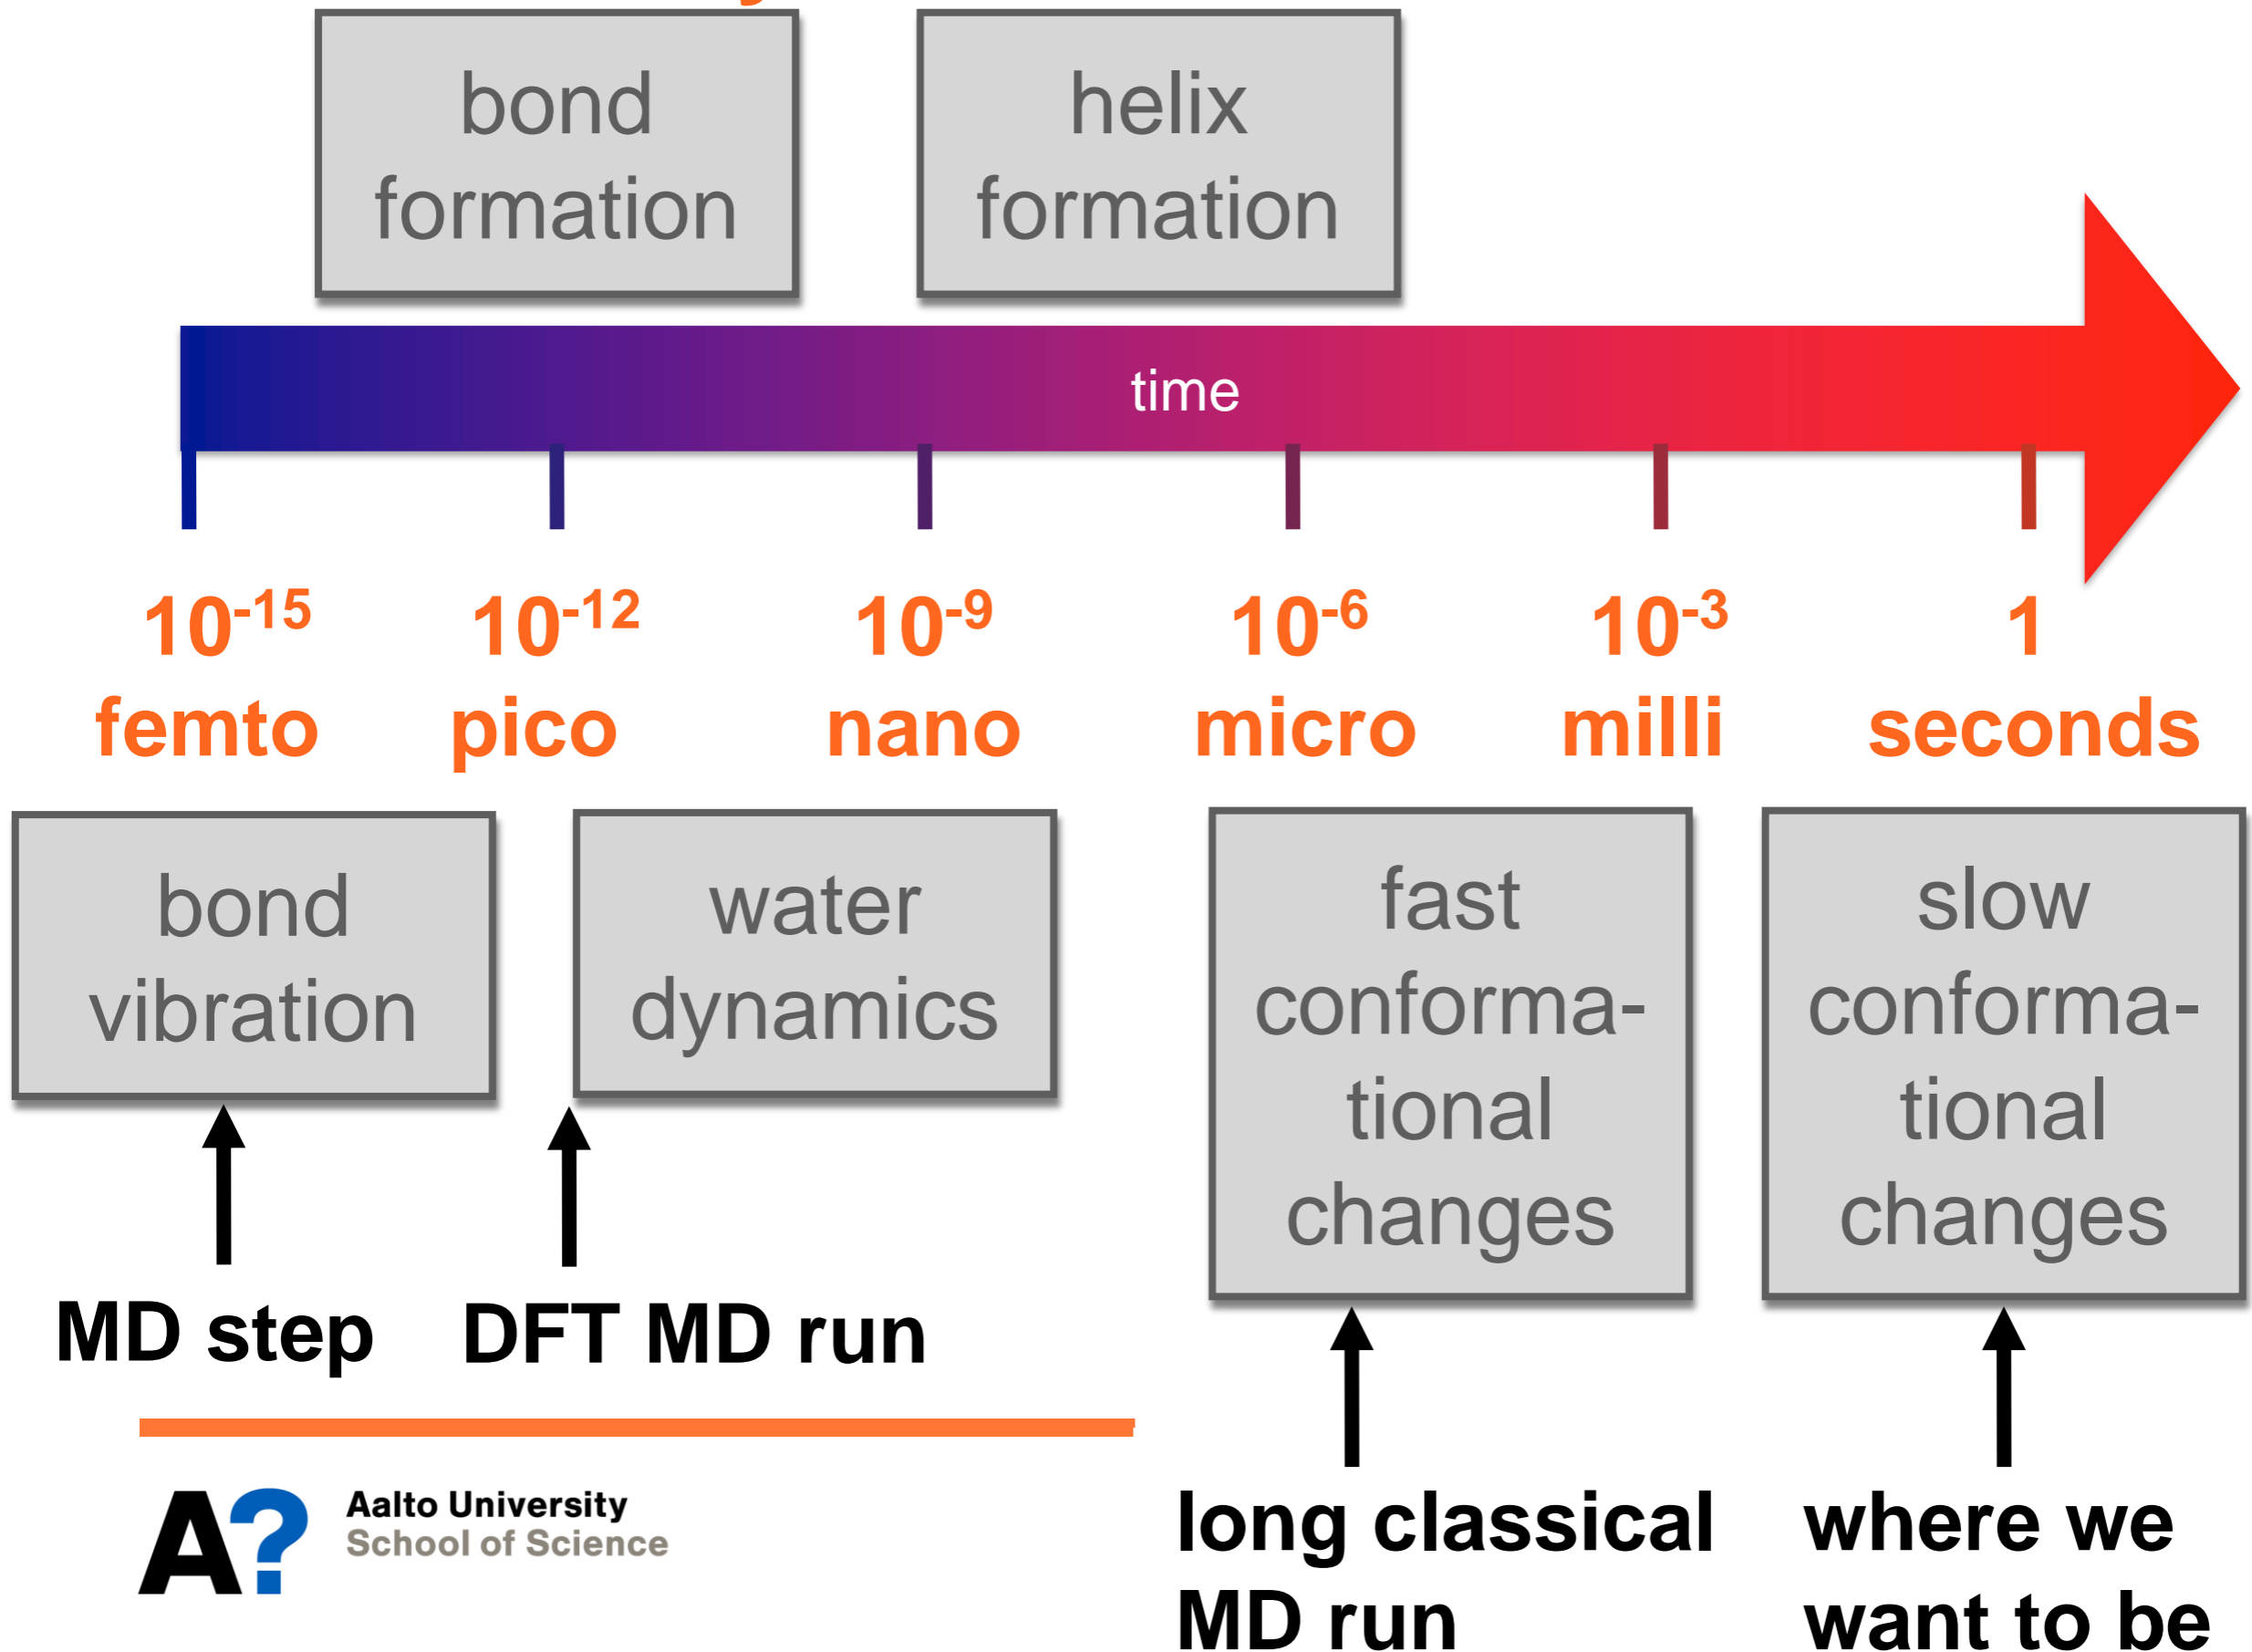 bond
formation
helix
formation
time
10-15
10-12
10-9
10-6
10-3
1
femto
pico
nano
micro
milli
seconds
bond
vibration
water
dynamics
fast
conforma-
tional
changes
slow
conforma-
tional
changes
MD step
DFT MD run
long classical
MD run
where we
want to be
A?
Aalto University
School of Science